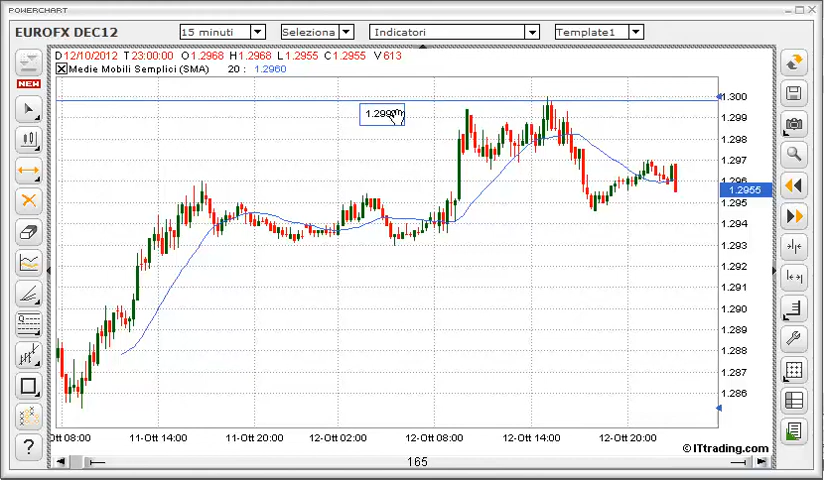 POWERCHART
EUROFX DEC12
15 minuti
Seleziona
Indicatori
Template1
D 12/10/2012 T 23:00:00 O 1.2968 H 1.2968 L 1.2955 C 1.2955 V 613
Medie Mobili Semplici (SMA) 20 : 1.2960
NEW
1.300
1.299
1.298
1.297
1.296
1.2955
1.295
1.294
1.293
1.292
1.291
1.290
1.289
1.288
1.287
1.286
Ott 08:00
11-Ott 14:00
11-Ott 20:00
12-Ott 02:00
12-Ott 08:00
12-Ott 14:00
12-Ott 20:00
© ITtrading.com
165
?